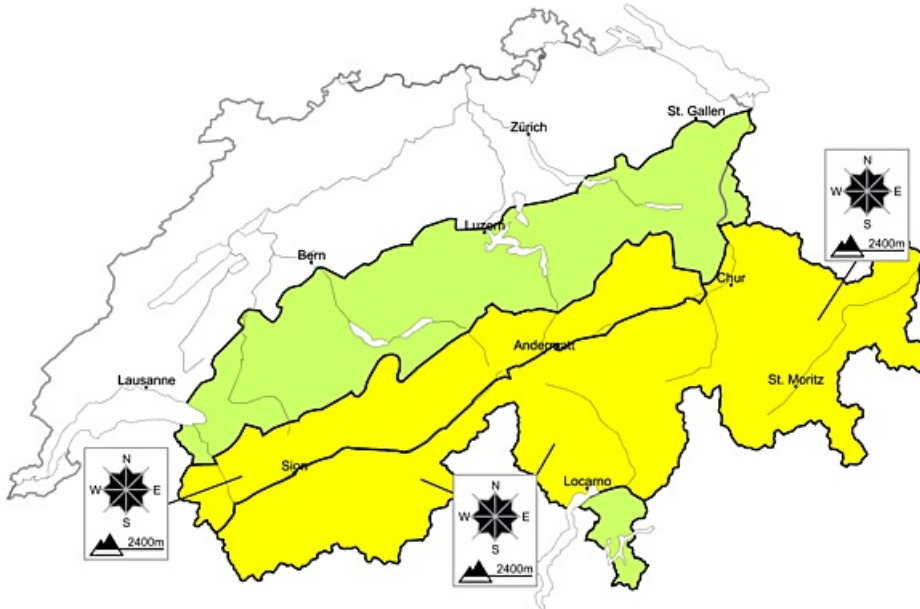 St. Gallen
Zürich
N
W E
S
2400m
Luzern
Bern
Chur
Andermatt
Lausanne
St. Moritz
N
W E
S
2400m
Sion
Locarno
N
W E
S
2400m